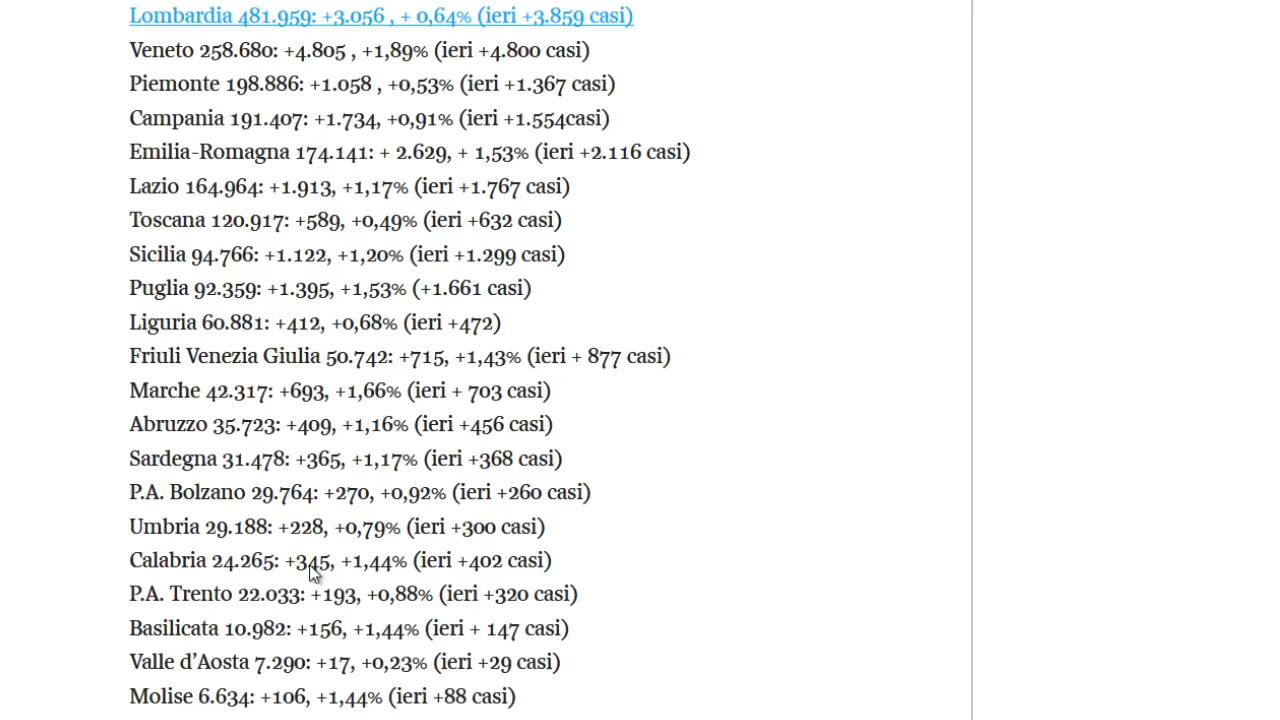 Lombardia 481.959: +3.056 , + 0,64% (ieri +3.859 casi)
Veneto 258.680: +4.805 , +1,89% (ieri +4.800 casi)
Piemonte 198.886: +1.058 , +0,53% (ieri +1.367 casi)
Campania 191.407: +1.734, +0,91% (ieri +1.554casi)
Emilia-Romagna 174.141: + 2.629, + 1,53% (ieri +2.116 casi)
Lazio 164.964: +1.913, +1,17% (ieri +1.767 casi)
Toscana 120.917: +589, +0,49% (ieri +632 casi)
Sicilia 94.766: +1.122, +1,20% (ieri +1.299 casi)
Puglia 92.359: +1.395, +1,53% (+1.661 casi)
Liguria 60.881: +412, +0,68% (ieri +472)
Friuli Venezia Giulia 50.742: +715, +1,43% (ieri + 877 casi)
Marche 42.317: +693, +1,66% (ieri + 703 casi)
Abruzzo 35.723: +409, +1,16% (ieri +456 casi)
Sardegna 31.478: +365, +1,17% (ieri +368 casi)
P.A. Bolzano 29.764: +270, +0,92% (ieri +260 casi)
Umbria 29.188: +228, +0,79% (ieri +300 casi)
Calabria 24.265: +345, +1,44% (ieri +402 casi)
P.A. Trento 22.033: +193, +0,88% (ieri +320 casi)
Basilicata 10.982: +156, +1,44% (ieri + 147 casi)
Valle d’Aosta 7.290: +17, +0,23% (ieri +29 casi)
Molise 6.634: +106, +1,44% (ieri +88 casi)